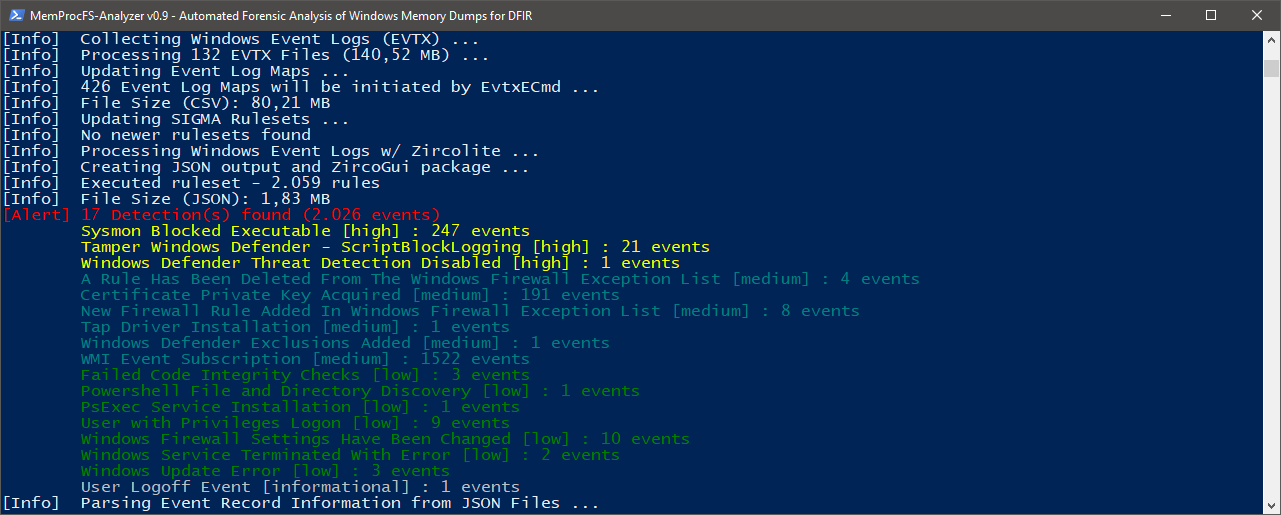 MemProcFS-Analyzer v0.9 - Automated Forensic Analysis of Windows Memory Dumps for DFIR
[Info] Collecting Windows Event Logs (EVTX) ...
[Info] Processing 132 EVTX Files (140,52 MB) ...
[Info] Updating Event Log Maps ...
[Info] 426 Event Log Maps will be initiated by EvtxECmd ...
[Info] File Size (CSV): 80,21 MB
[Info] Updating SIGMA Rulesets ...
[Info] No newer rulesets found
[Info] Processing Windows Event Logs w/ Zircolite ...
[Info] Creating JSON output and ZircoGui package ...
[Info] Executed ruleset - 2.059 rules
[Info] File Size (JSON): 1,83 MB
[Alert] 17 Detection(s) found (2.026 events)
Sysmon Blocked Executable [high] : 247 events
Tamper Windows Defender - ScriptBlockLogging [high] : 21 events
Windows Defender Threat Detection Disabled [high] : 1 events
A Rule Has Been Deleted From The Windows Firewall Exception List [medium] : 4 events
Certificate Private Key Acquired [medium] : 191 events
New Firewall Rule Added In Windows Firewall Exception List [medium] : 8 events
Tap Driver Installation [medium] : 1 events
Windows Defender Exclusions Added [medium] : 1 events
WMI Event Subscription [medium] : 1522 events
Failed Code Integrity Checks [low] : 3 events
Powershell File and Directory Discovery [low] : 1 events
PsExec Service Installation [low] : 1 events
User with Privileges Logon [low] : 9 events
Windows Firewall Settings Have Been Changed [low] : 10 events
Windows Service Terminated With Error [low] : 2 events
Windows Update Error [low] : 3 events
User Logoff Event [informational] : 1 events
[Info] Parsing Event Record Information from JSON Files ...